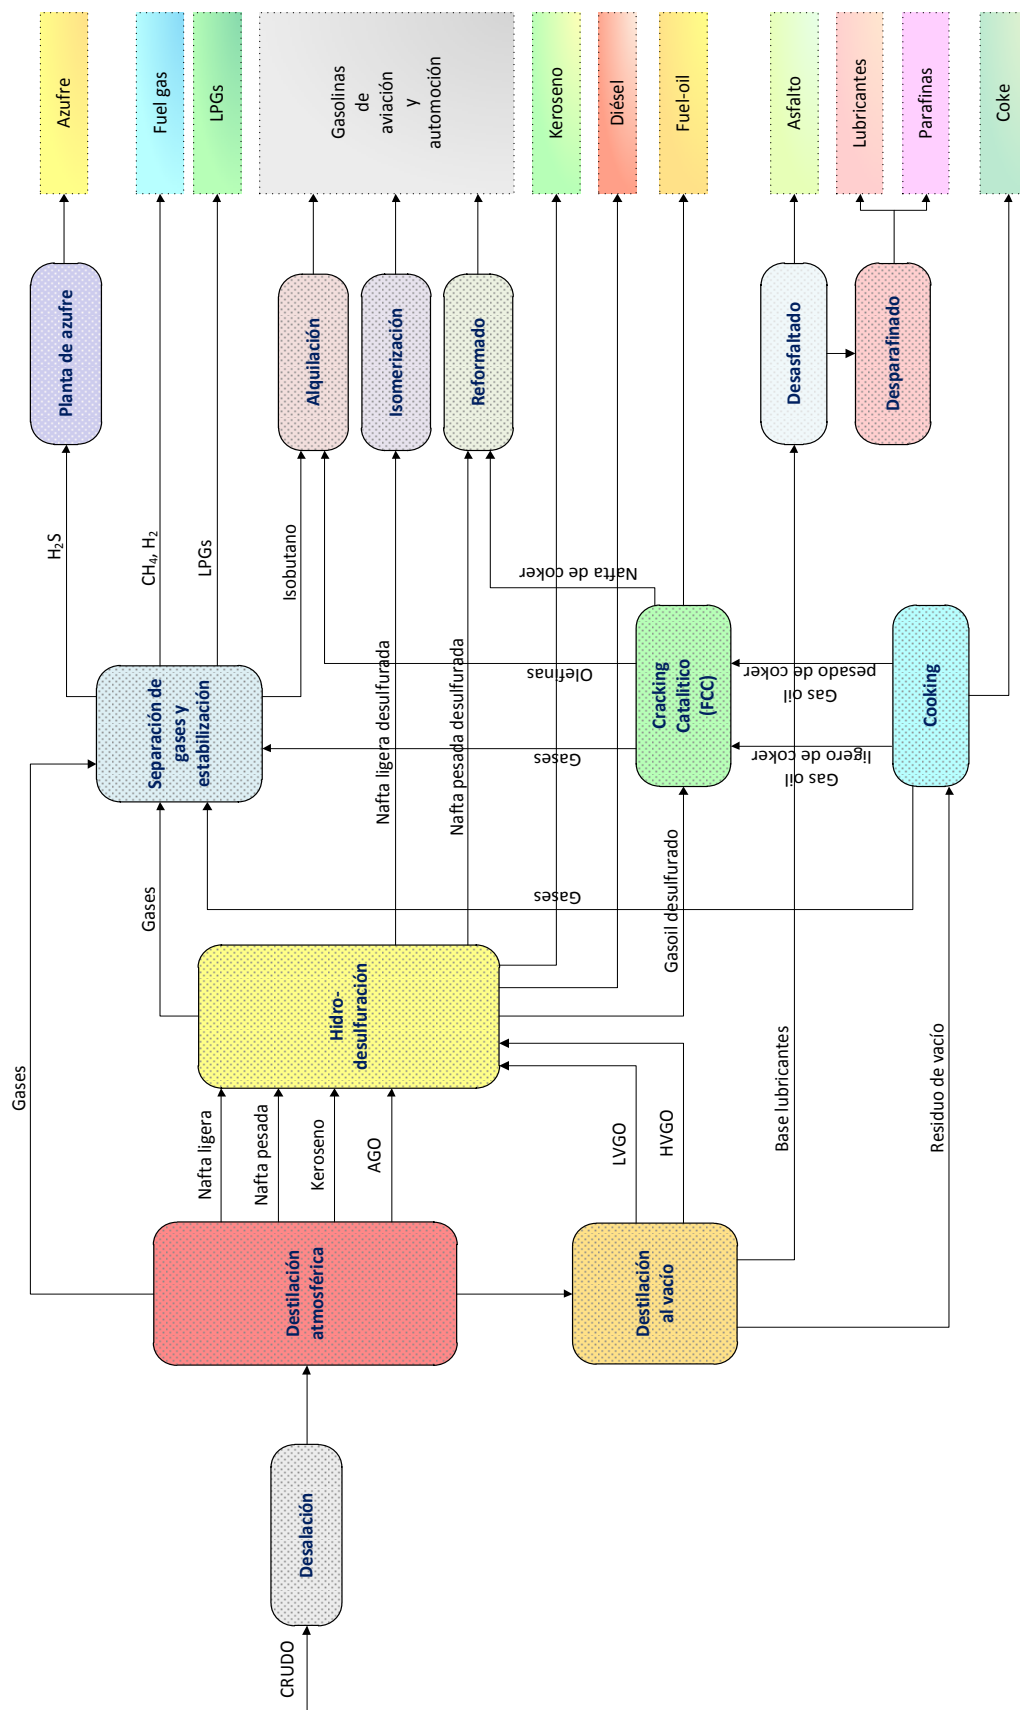 CRUDO
Desalación
Destilación
atmosférica
Gases
Nafta ligera
Nafta pesada
Keroseno
AGO
Destilación
al vacío
LVGO
HVGO
Base lubricantes
Residuo de vacío
Hidro-
desulfuración
Gases
Nafta ligera desulfurada
Nafta pesada desulfurada
Gasoil desulfurado
Gases
Separación de
gases y
estabilización
Gases
Olefinas
Nafta de coker
Cracking
Catalítico
(FCC)
Gas oil
ligero de coker
Gas oil
pesado de coker
Cooking
H₂S
CH₄, H₂
LPGs
Isobutano
Planta de azufre
Alquilación
Isomerización
Reformado
Desasfaltado
Desparafinado
Azufre
Fuel gas
LPGs
Gasolinas
de
aviación
y
automoción
Keroseno
Diésel
Fuel-oil
Asfalto
Lubricantes
Parafinas
Coke